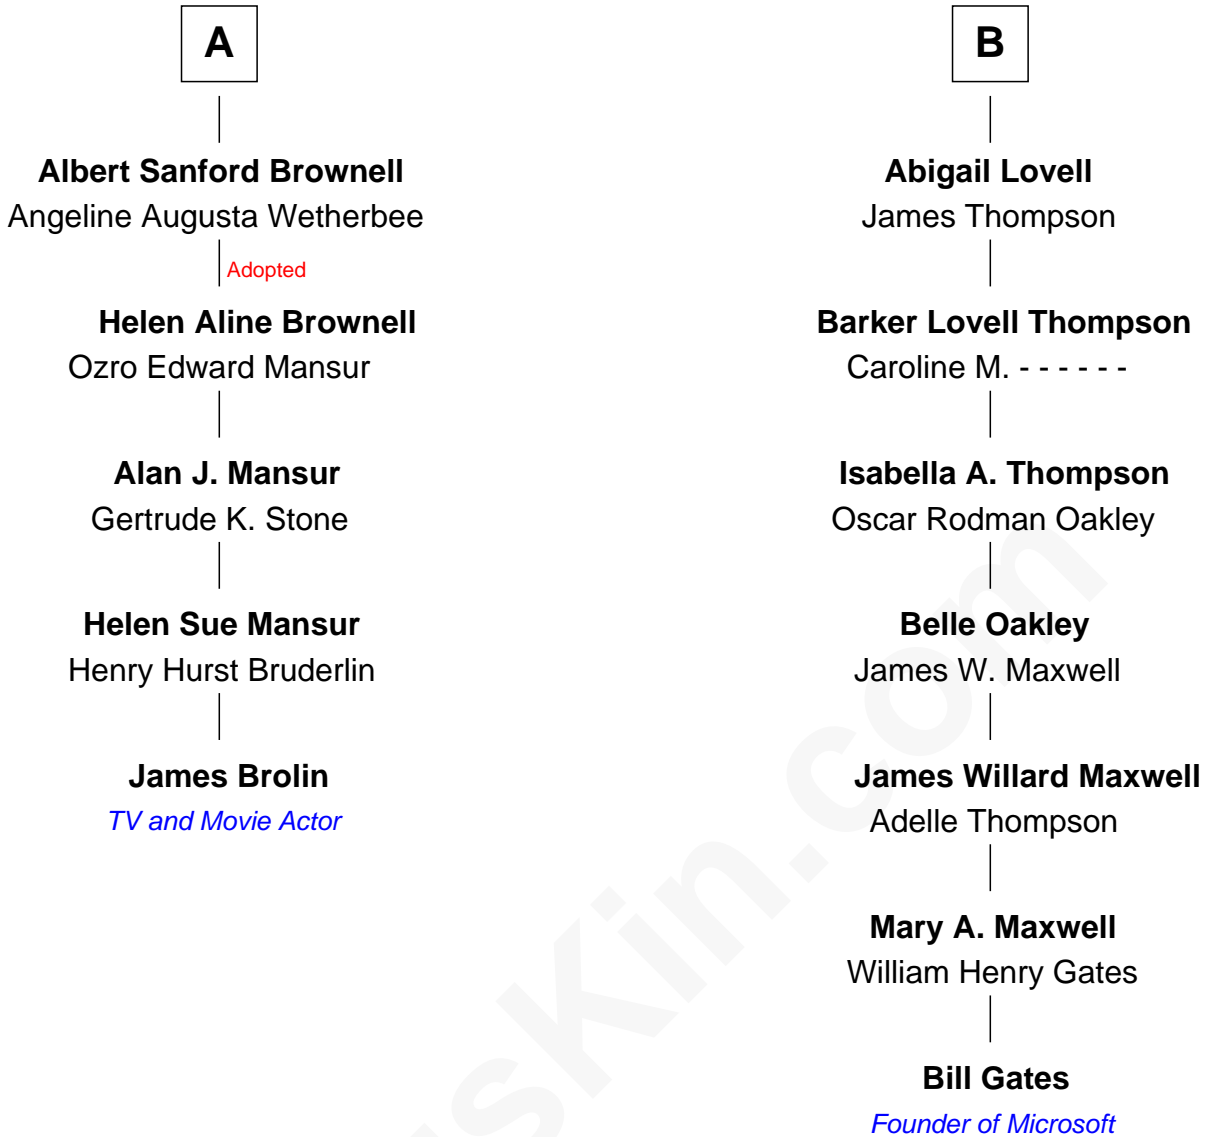 A
Albert Sanford Brownell
Angeline Augusta Wetherbee
Adopted
Helen Aline Brownell
Ozro Edward Mansur
Alan J. Mansur
Gertrude K. Stone
Helen Sue Mansur
Henry Hurst Bruderlin
James Brolin
TV and Movie Actor
B
Abigail Lovell
James Thompson
Barker Lovell Thompson
Caroline M. - - - - - -
Isabella A. Thompson
Oscar Rodman Oakley
Belle Oakley
James W. Maxwell
James Willard Maxwell
Adelle Thompson
Mary A. Maxwell
William Henry Gates
Bill Gates
Founder of Microsoft
usKin.com